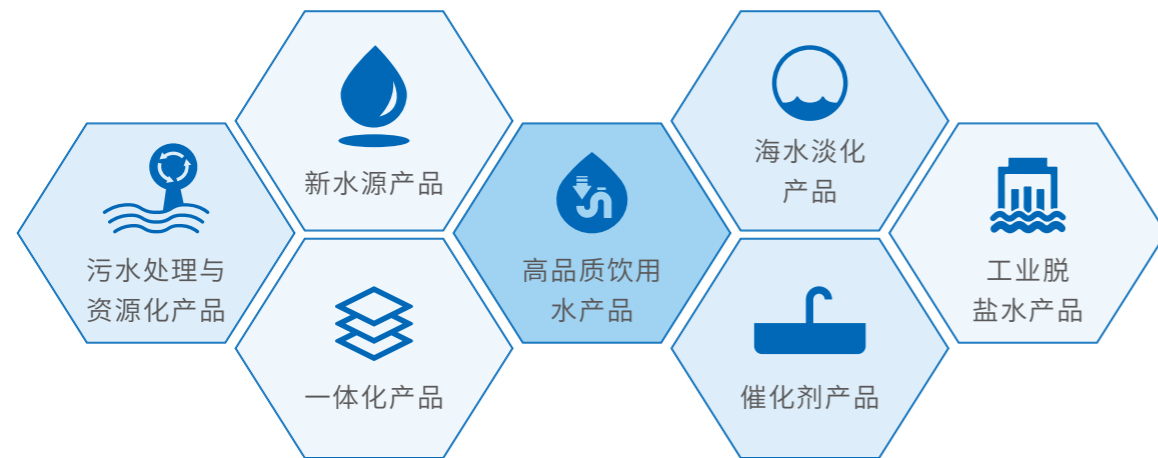 污水处理与
资源化产品
新水源产品
一体化产品
高品质饮用
水产品
海水淡化
产品
催化剂产品
工业脱
盐水产品